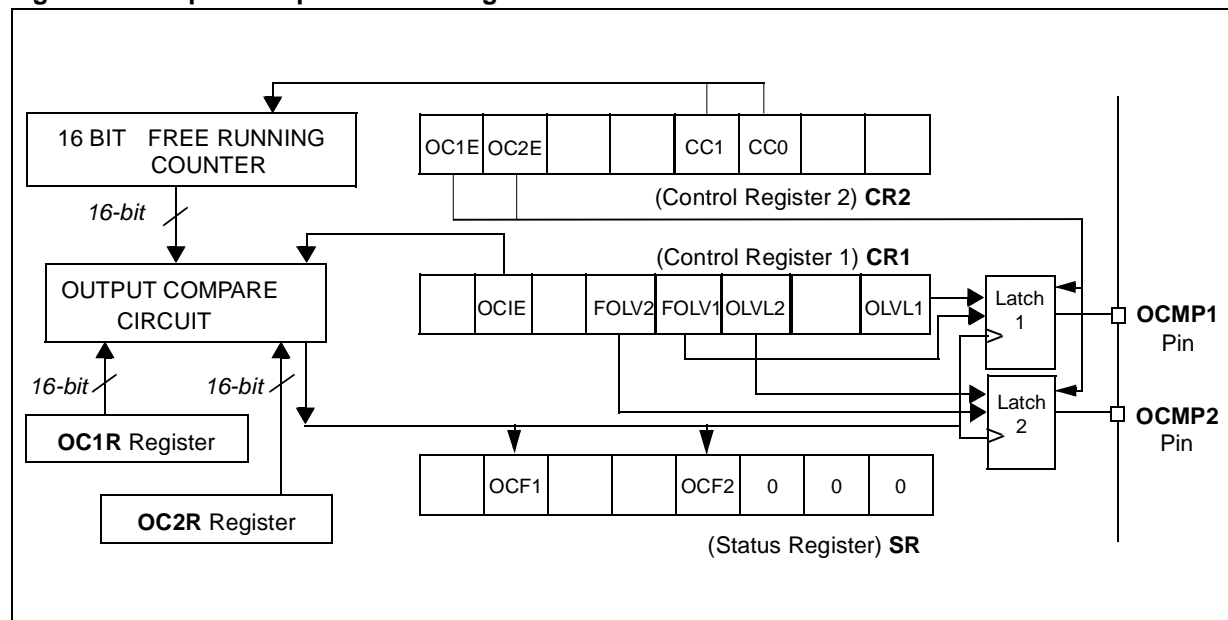 16 BIT FREE RUNNING
COUNTER
OC1E OC2E CC1 CC0
(Control Register 2) CR2
16-bit
(Control Register 1) CR1
OUTPUT COMPARE
CIRCUIT
OCIE FOLV2 FOLV1 OLVL2 OLVL1
Latch
1
OCMP1
Pin
16-bit 16-bit
Latch
2
OCMP2
Pin
OC1R Register
OCF1 OCF2 0 0 0
OC2R Register
(Status Register) SR